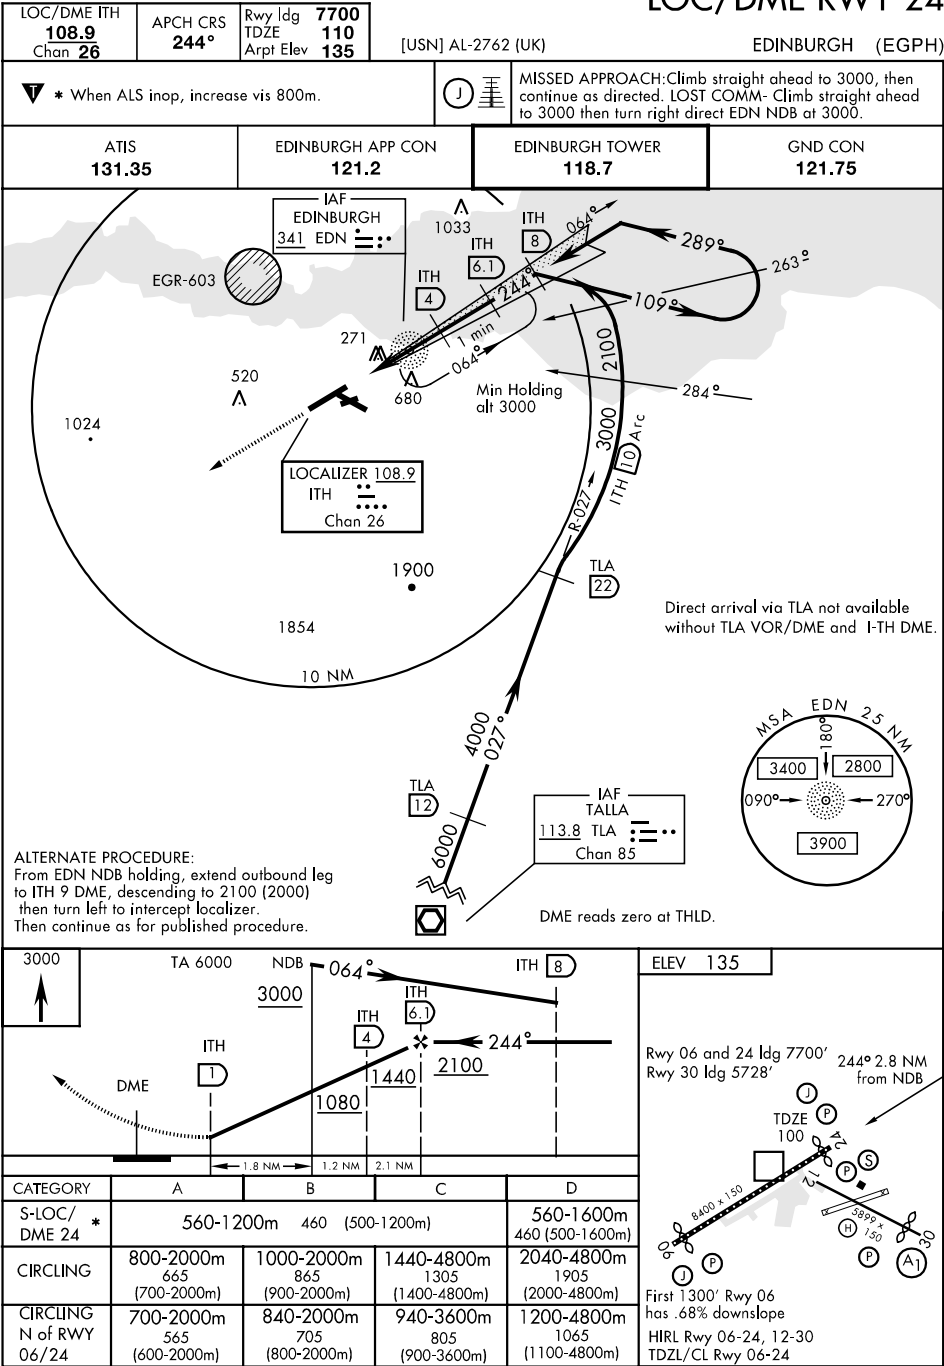 LOC/DME RWY 24
LOC/DME ITH
108.9
Chan 26
APCH CRS
244°
Rwy ldg 7700
TDZE 110
Arpt Elev 135
[USN] AL-2762 (UK)
EDINBURGH (EGPH)
T * When ALS inop, increase vis 800m.
J
MISSED APPROACH:Climb straight ahead to 3000, then
continue as directed. LOST COMM- Climb straight ahead
to 3000 then turn right direct EDN NDB at 3000.
ATIS
131.35
EDINBURGH APP CON
121.2
EDINBURGH TOWER
118.7
GND CON
121.75
IAF
EDINBURGH
341 EDN
1033
ITH
8
064°
ITH
6.1
ITH
4
289°
263°
EGR-603
244°
109°
271
1 min
064°
2100
680
Min Holding
alt 3000
284°
520
1024
3000
ITH 10 Arc
LOCALIZER 108.9
ITH
Chan 26
R-027
1900
TLA
22
1854
10 NM
Direct arrival via TLA not available
without TLA VOR/DME and I-TH DME.
4000
027°
MSA EDN 25 NM
180°
3400
2800
090°
270°
3900
TLA
12
6000
IAF
TALLA
113.8 TLA
Chan 85
ALTERNATE PROCEDURE:
From EDN NDB holding, extend outbound leg
to ITH 9 DME, descending to 2100 (2000)
then turn left to intercept localizer.
Then continue as for published procedure.
DME reads zero at THLD.
3000
TA 6000
NDB
064°
ITH 8
3000
ITH
6.1
ITH
4
244°
ITH
1
2100
1440
DME
1080
1.8 NM
1.2 NM
2.1 NM
ELEV 135
Rwy 06 and 24 ldg 7700'
Rwy 30 ldg 5728'
244° 2.8 NM
from NDB
J
P
TDZE
100
24
P
S
12
8400 x 150
5899 x
150
H
30
06
P
A1
J
P
First 1300' Rwy 06
has .68% downslope
HIRL Rwy 06-24, 12-30
TDZL/CL Rwy 06-24
CATEGORY A B C D
S-LOC/
DME 24 *
560-1200m 460 (500-1200m)
560-1600m
460 (500-1600m)
CIRCLING
800-2000m
665
(700-2000m)
1000-2000m
865
(900-2000m)
1440-4800m
1305
(1400-4800m)
2040-4800m
1905
(2000-4800m)
CIRCLING
N of RWY
06/24
700-2000m
565
(600-2000m)
840-2000m
705
(800-2000m)
940-3600m
805
(900-3600m)
1200-4800m
1065
(1100-4800m)